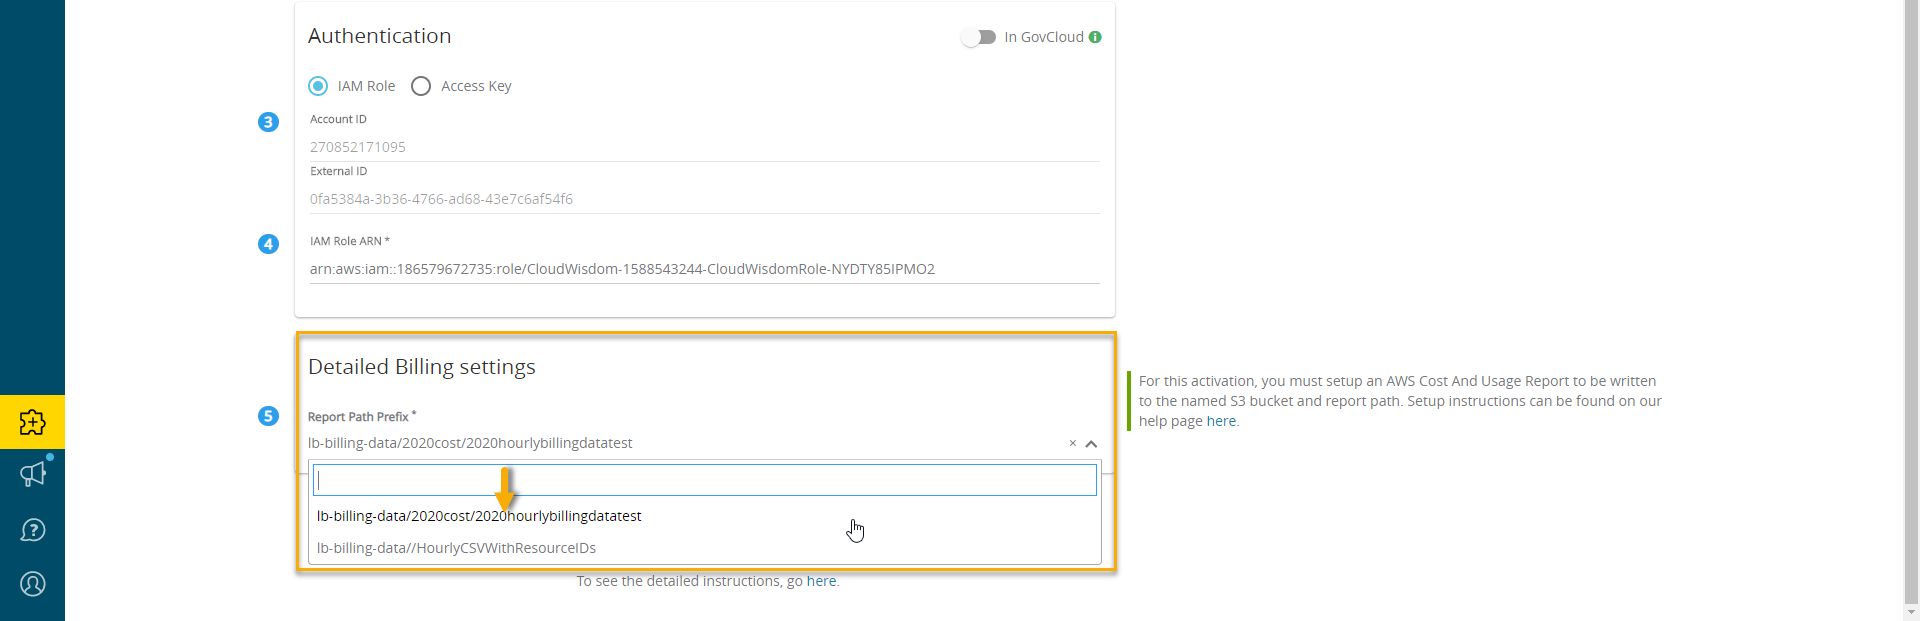 Authentication
In GovCloud
IAM Role
Access Key
3
Account ID
270852171095
External ID
0fa5384a-3b36-4766-ad68-43e7c6af54f6
4
IAM Role ARN *
arn:aws:iam::186579672735:role/CloudWisdom-1588543244-CloudWisdomRole-NYDTY85IPMO2
Detailed Billing settings
5
Report Path Prefix *
lb-billing-data/2020cost/2020hourlybillingdatatest
×
lb-billing-data/2020cost/2020hourlybillingdatatest
lb-billing-data//HourlyCSVWithResourceIDs
For this activation, you must setup an AWS Cost And Usage Report to be written
to the named S3 bucket and report path. Setup instructions can be found on our
help page here.
To see the detailed instructions, go here.